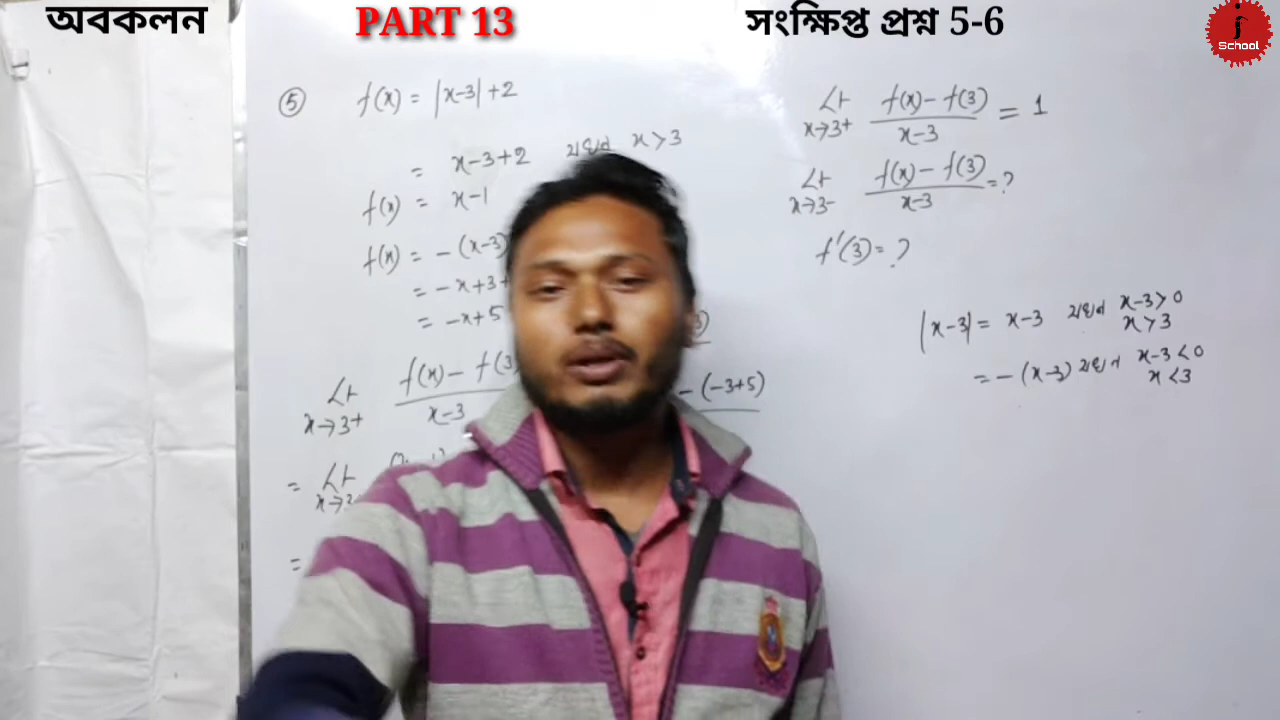 অবকলন PART 13 সংক্ষিপ্ত প্রশ্ন 5-6
School
⑤ f(x) = |x-3| +2
= x-3+2 যখন x>3
f(x) = x-1
f(x) = -(x-3)
= -x+3+
= -x+5
Lt x→3+ f(x) - f(3) / x-3
- (-3+5)
= Lt
=
Lt x→3+ f(x) - f(3) / x-3 = 1
Lt x→3- f(x) - f(3) / x-3 = ?
f'(3) = ?
|x-3| = x-3 যখন x-3>0
x>3
= -(x-3) যখন x-3<0
x<3